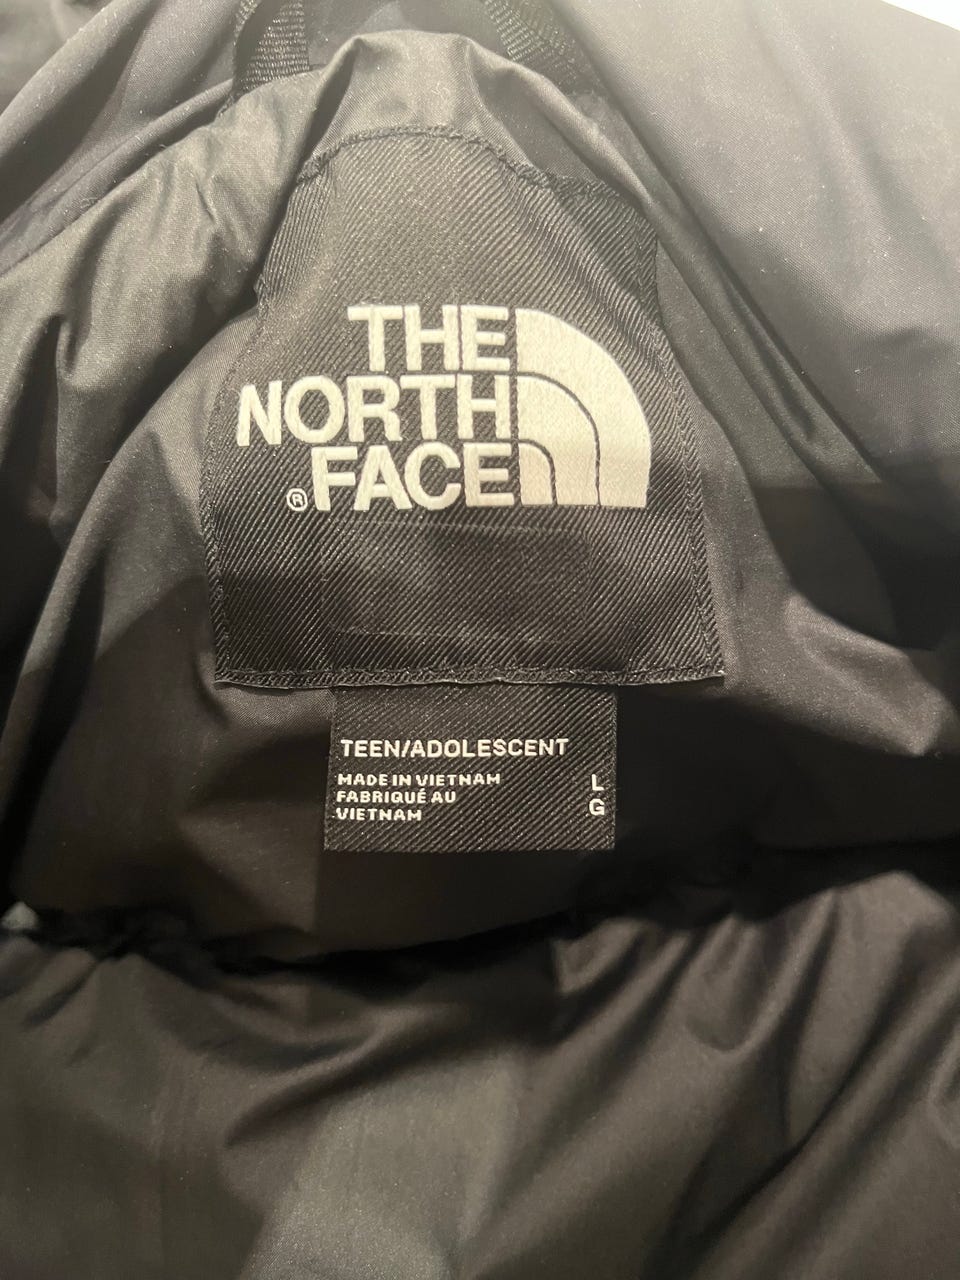 THE
NORTH
® FACE
TEEN/ADOLESCENT
MADE IN VIETNAM
FABRIQUÉ AU
VIETNAM
L
G